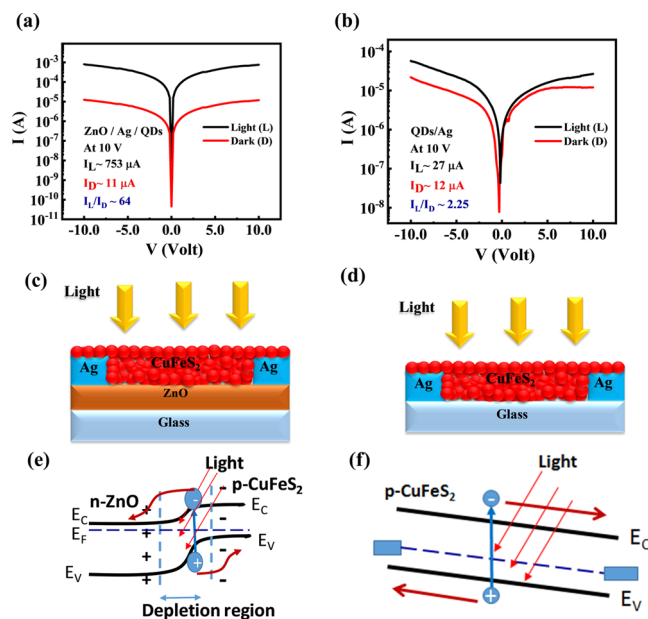 (a)
I (A)
10⁻³
10⁻⁴
10⁻⁵
10⁻⁶
10⁻⁷
10⁻⁸
10⁻⁹
10⁻¹⁰
10⁻¹¹
ZnO / Ag / QDs
At 10 V
I_L~ 753 µA
I_D~ 11 µA
I_L/I_D ~ 64
Light (L)
Dark (D)
-10.0 -5.0 0.0 5.0 10.0
V (Volt)
(b)
I (A)
10⁻⁴
10⁻⁵
10⁻⁶
10⁻⁷
10⁻⁸
QDs/Ag
At 10 V
I_L~ 27 µA
I_D~ 12 µA
I_L/I_D ~ 2.25
Light (L)
Dark (D)
-10.0 -5.0 0.0 5.0 10.0
V (Volt)
(c)
Light
CuFeS₂
Ag Ag
ZnO
Glass
(d)
Light
CuFeS₂
Ag Ag
Glass
(e)
Light
n-ZnO
p-CuFeS₂
E_C
E_C
E_F
E_V
E_V
+
+
+
+
+
-
-
-
-
-
-
+
Depletion region
(f)
Light
p-CuFeS₂
-
E_C
E_V
+